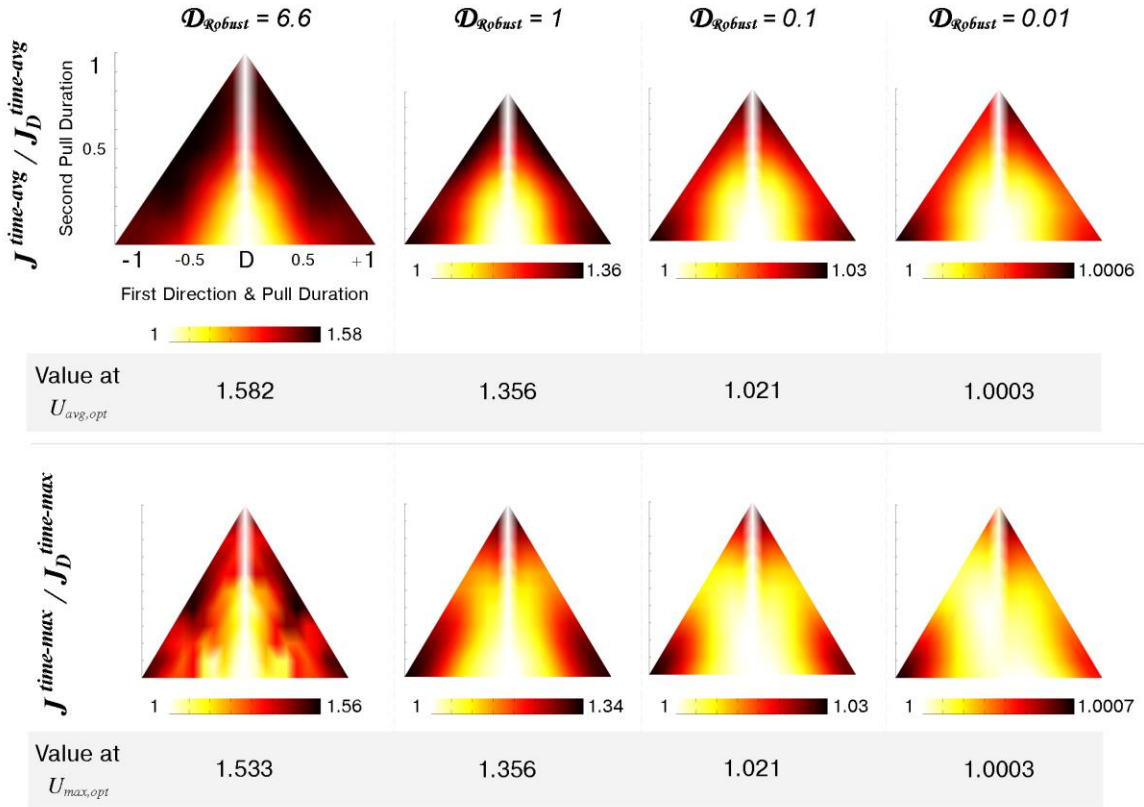 𝒟Robust = 6.6
𝒟Robust = 1
𝒟Robust = 0.1
𝒟Robust = 0.01
J time-avg / J D time-avg
Second Pull Duration
1
0.5
-1 -0.5 D 0.5 +1
First Direction & Pull Duration
1 1.58
1 1.36
1 1.03
1 1.0006
Value at
U avg,opt
1.582 1.356 1.021 1.0003
J time-max / J D time-max
1 1.56
1 1.34
1 1.03
1 1.0007
Value at
U max,opt
1.533 1.356 1.021 1.0003